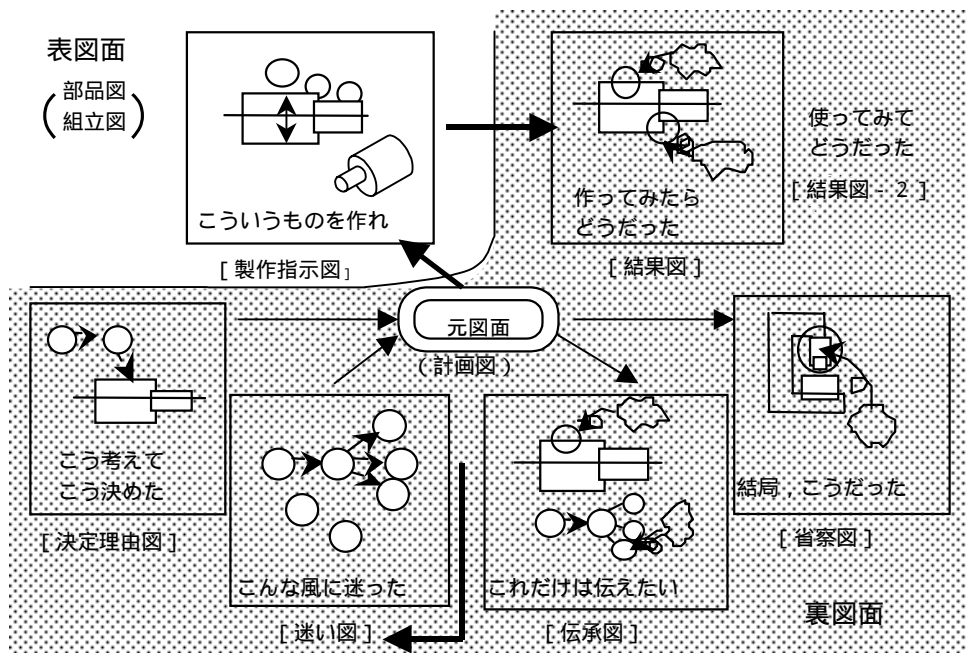 表図面
部品図
組立図
こういうものを作れ
[ 製作指示図 ]
作ってみたら
どうだった
[ 結果図 ]
使ってみて
どうだった
[ 結果図 - 2 ]
元図面
( 計画図 )
こう考えて
こう決めた
[ 決定理由図 ]
こんな風に迷った
[ 迷い図 ]
これだけは伝えたい
[ 伝承図 ]
結局，こうだった
[ 省察図 ]
裏図面